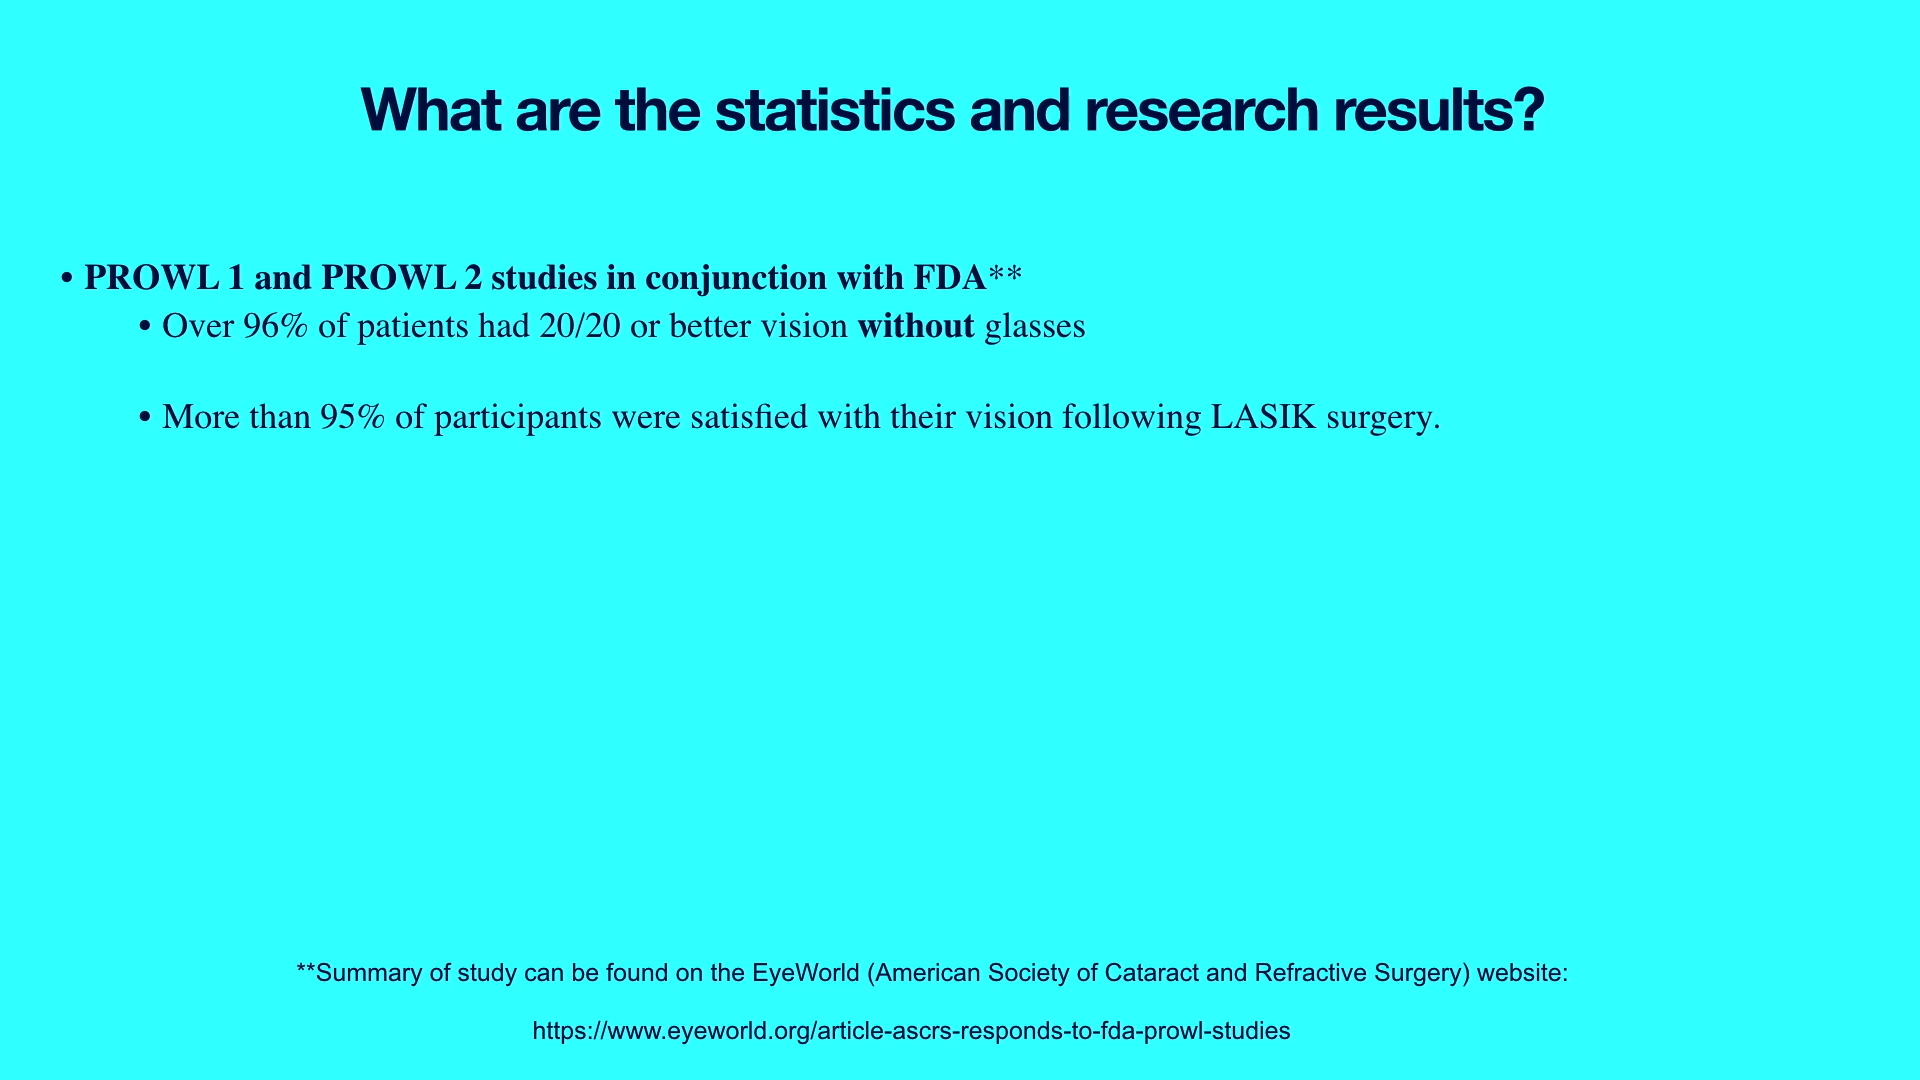 What are the statistics and research results?
• PROWL 1 and PROWL 2 studies in conjunction with FDA**
• Over 96% of patients had 20/20 or better vision without glasses
• More than 95% of participants were satisfied with their vision following LASIK surgery.
**Summary of study can be found on the EyeWorld (American Society of Cataract and Refractive Surgery) website:
https://www.eyeworld.org/article-ascrs-responds-to-fda-prowl-studies